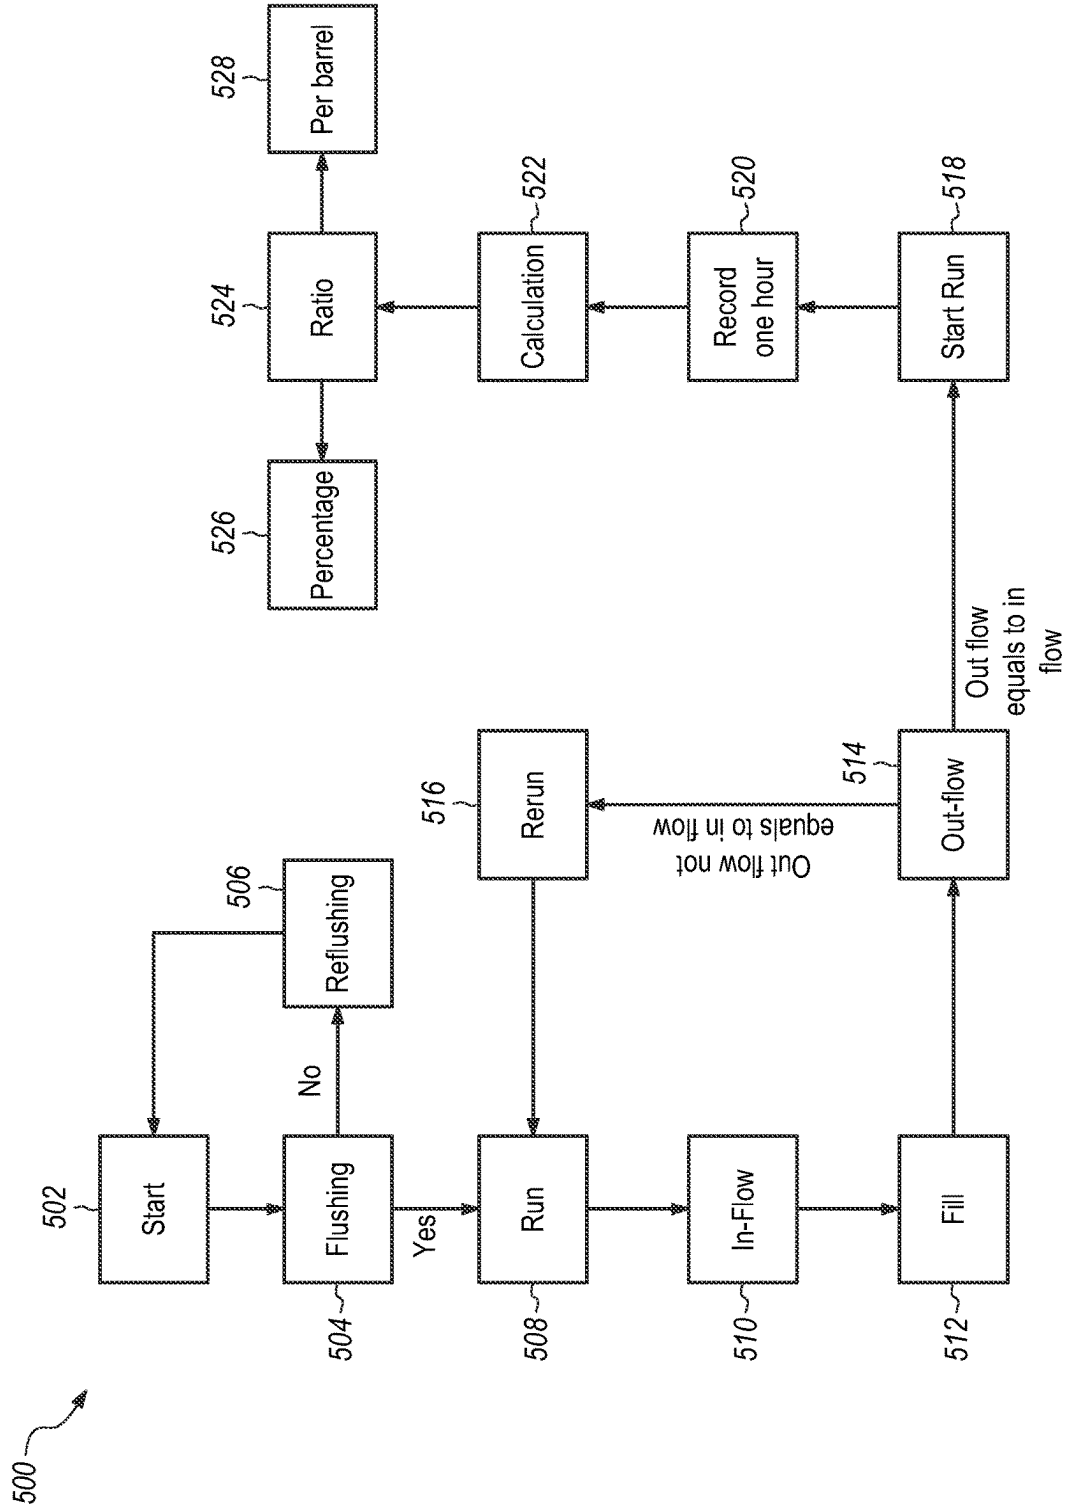 500
502
Start
504
Flushing
No
506
Reflushing
Yes
508
Run
516
Rerun
510
In-Flow
512
Fill
514
Out-flow
Out flow not
equals to in flow
Out flow
equals to in
flow
518
Start Run
520
Record
one hour
522
Calculation
524
Ratio
526
Percentage
528
Per barrel